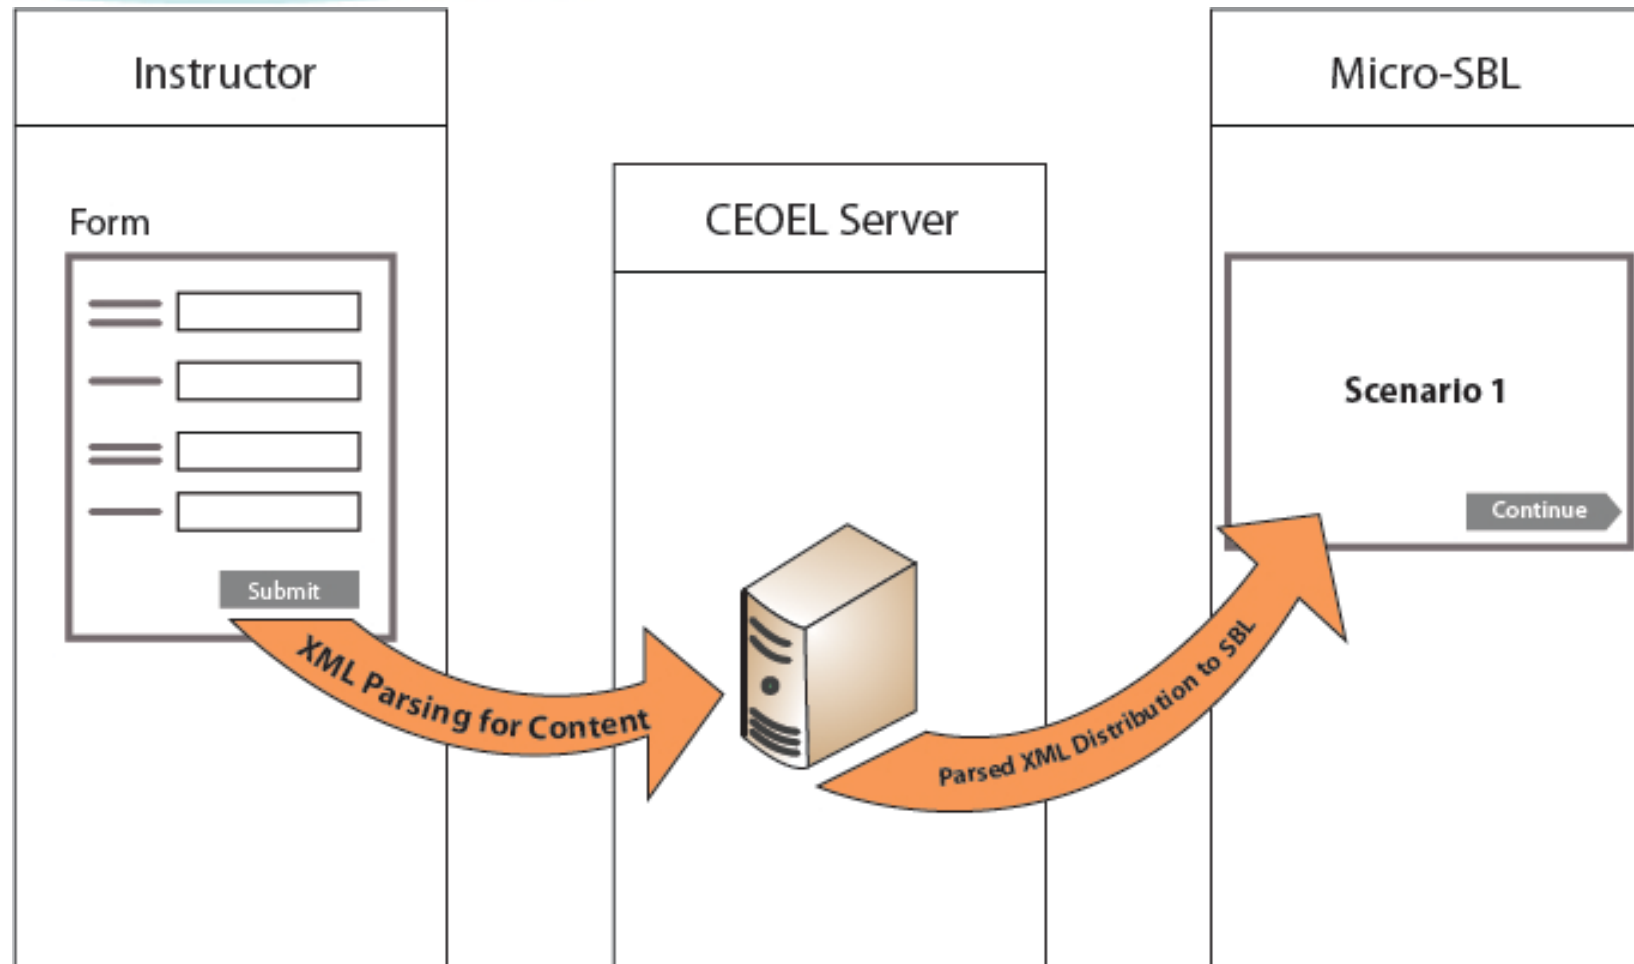 Instructor
Micro-SBL
CEOEL Server
Form
Submit
XML Parsing for Content
Parsed XML Distribution to SBL
Scenario 1
Continue